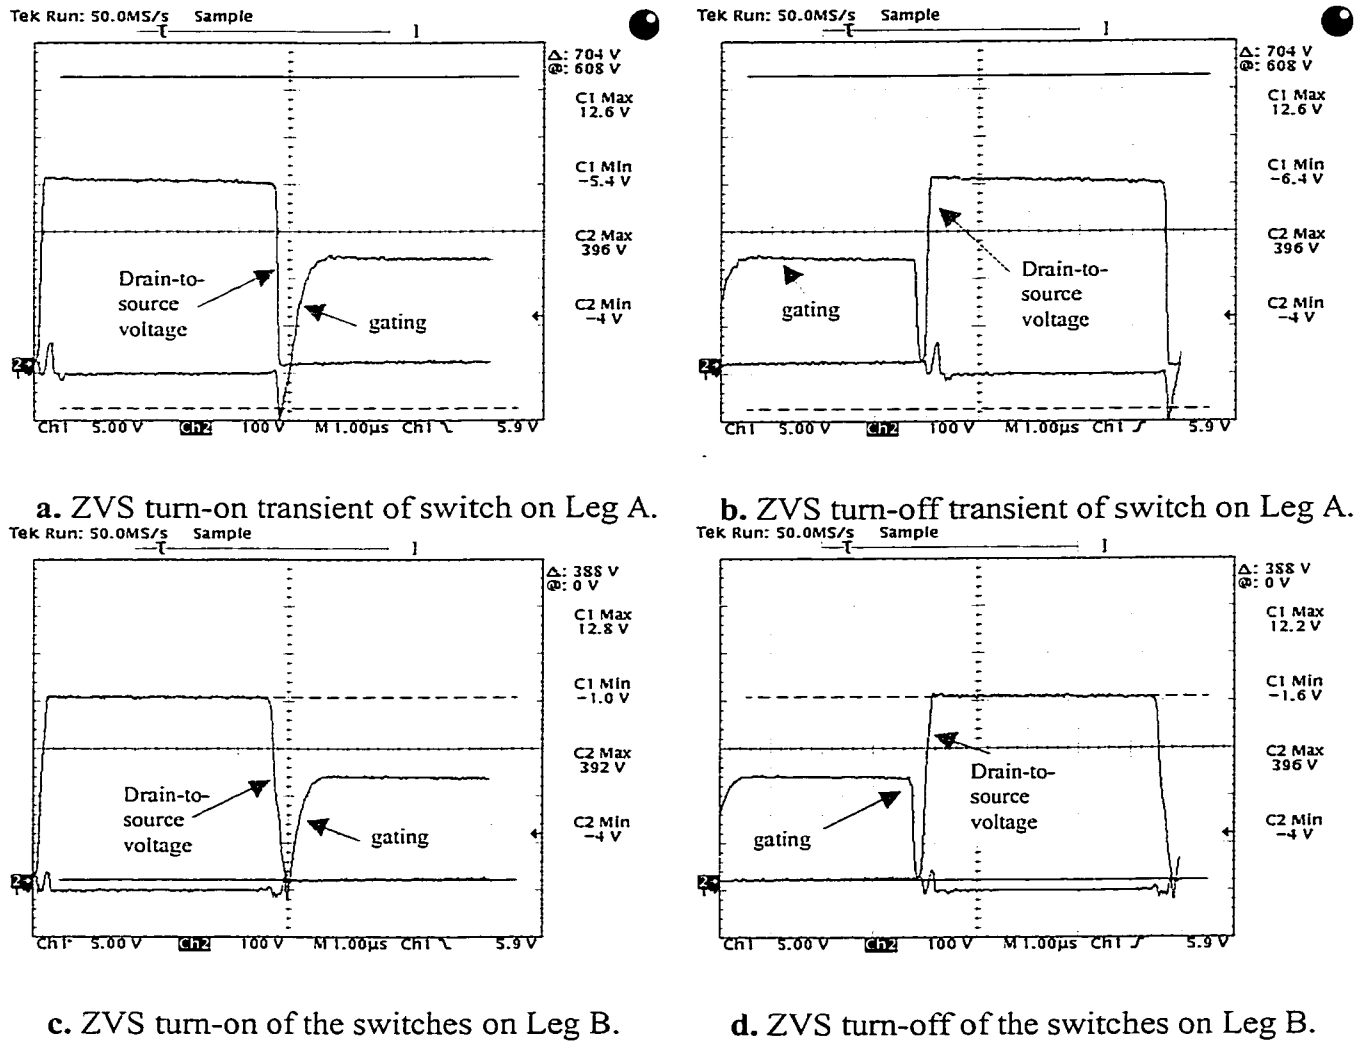 Tek Run: 50.0MS/s Sample
Δ: 704 V
@: 608 V
C1 Max
12.6 V
C1 Min
-5.4 V
C2 Max
396 V
C2 Min
-4 V
Drain-to-
source
voltage
gating
2
Ch1 5.00 V Ch2 100 V M 1.00µs Ch1 5.9 V
a. ZVS turn-on transient of switch on Leg A.
Tek Run: 50.0MS/s Sample
Δ: 704 V
@: 608 V
C1 Max
12.6 V
C1 Min
-6.4 V
C2 Max
396 V
C2 Min
-4 V
gating
Drain-to-
source
voltage
2
Ch1 5.00 V Ch2 100 V M 1.00µs Ch1 5.9 V
b. ZVS turn-off transient of switch on Leg A.
Tek Run: 50.0MS/s Sample
Δ: 388 V
@: 0 V
C1 Max
12.8 V
C1 Min
-1.0 V
C2 Max
392 V
C2 Min
-4 V
Drain-to-
source
voltage
gating
2
Ch1 5.00 V Ch2 100 V M 1.00µs Ch1 5.9 V
c. ZVS turn-on of the switches on Leg B.
Tek Run: 50.0MS/s Sample
Δ: 388 V
@: 0 V
C1 Max
12.2 V
C1 Min
-1.6 V
C2 Max
396 V
C2 Min
-4 V
gating
Drain-to-
source
voltage
2
Ch1 5.00 V Ch2 100 V M 1.00µs Ch1 5.9 V
d. ZVS turn-off of the switches on Leg B.